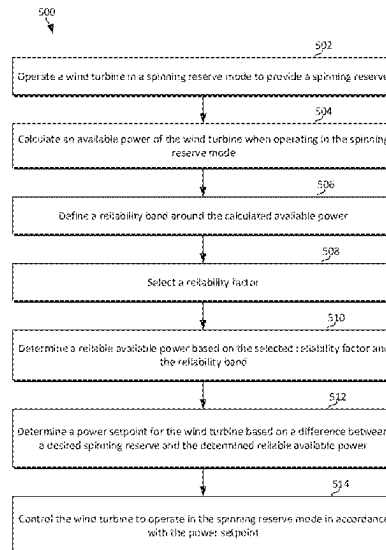 500
502
Operate a wind turbine in a spinning reserve mode to provide a spinning reserve
504
Calculate an available power of the wind turbine when operating in the spinning
reserve mode
506
Define a reliability band around the calculated available power
508
Select a reliability factor
510
Determine a reliable available power based on the selected reliability factor and
the reliability band
512
Determine a power setpoint for the wind turbine based on a difference between
a desired spinning reserve and the determined reliable available power
514
Control the wind turbine to operate in the spinning reserve mode in accordance
with the power setpoint